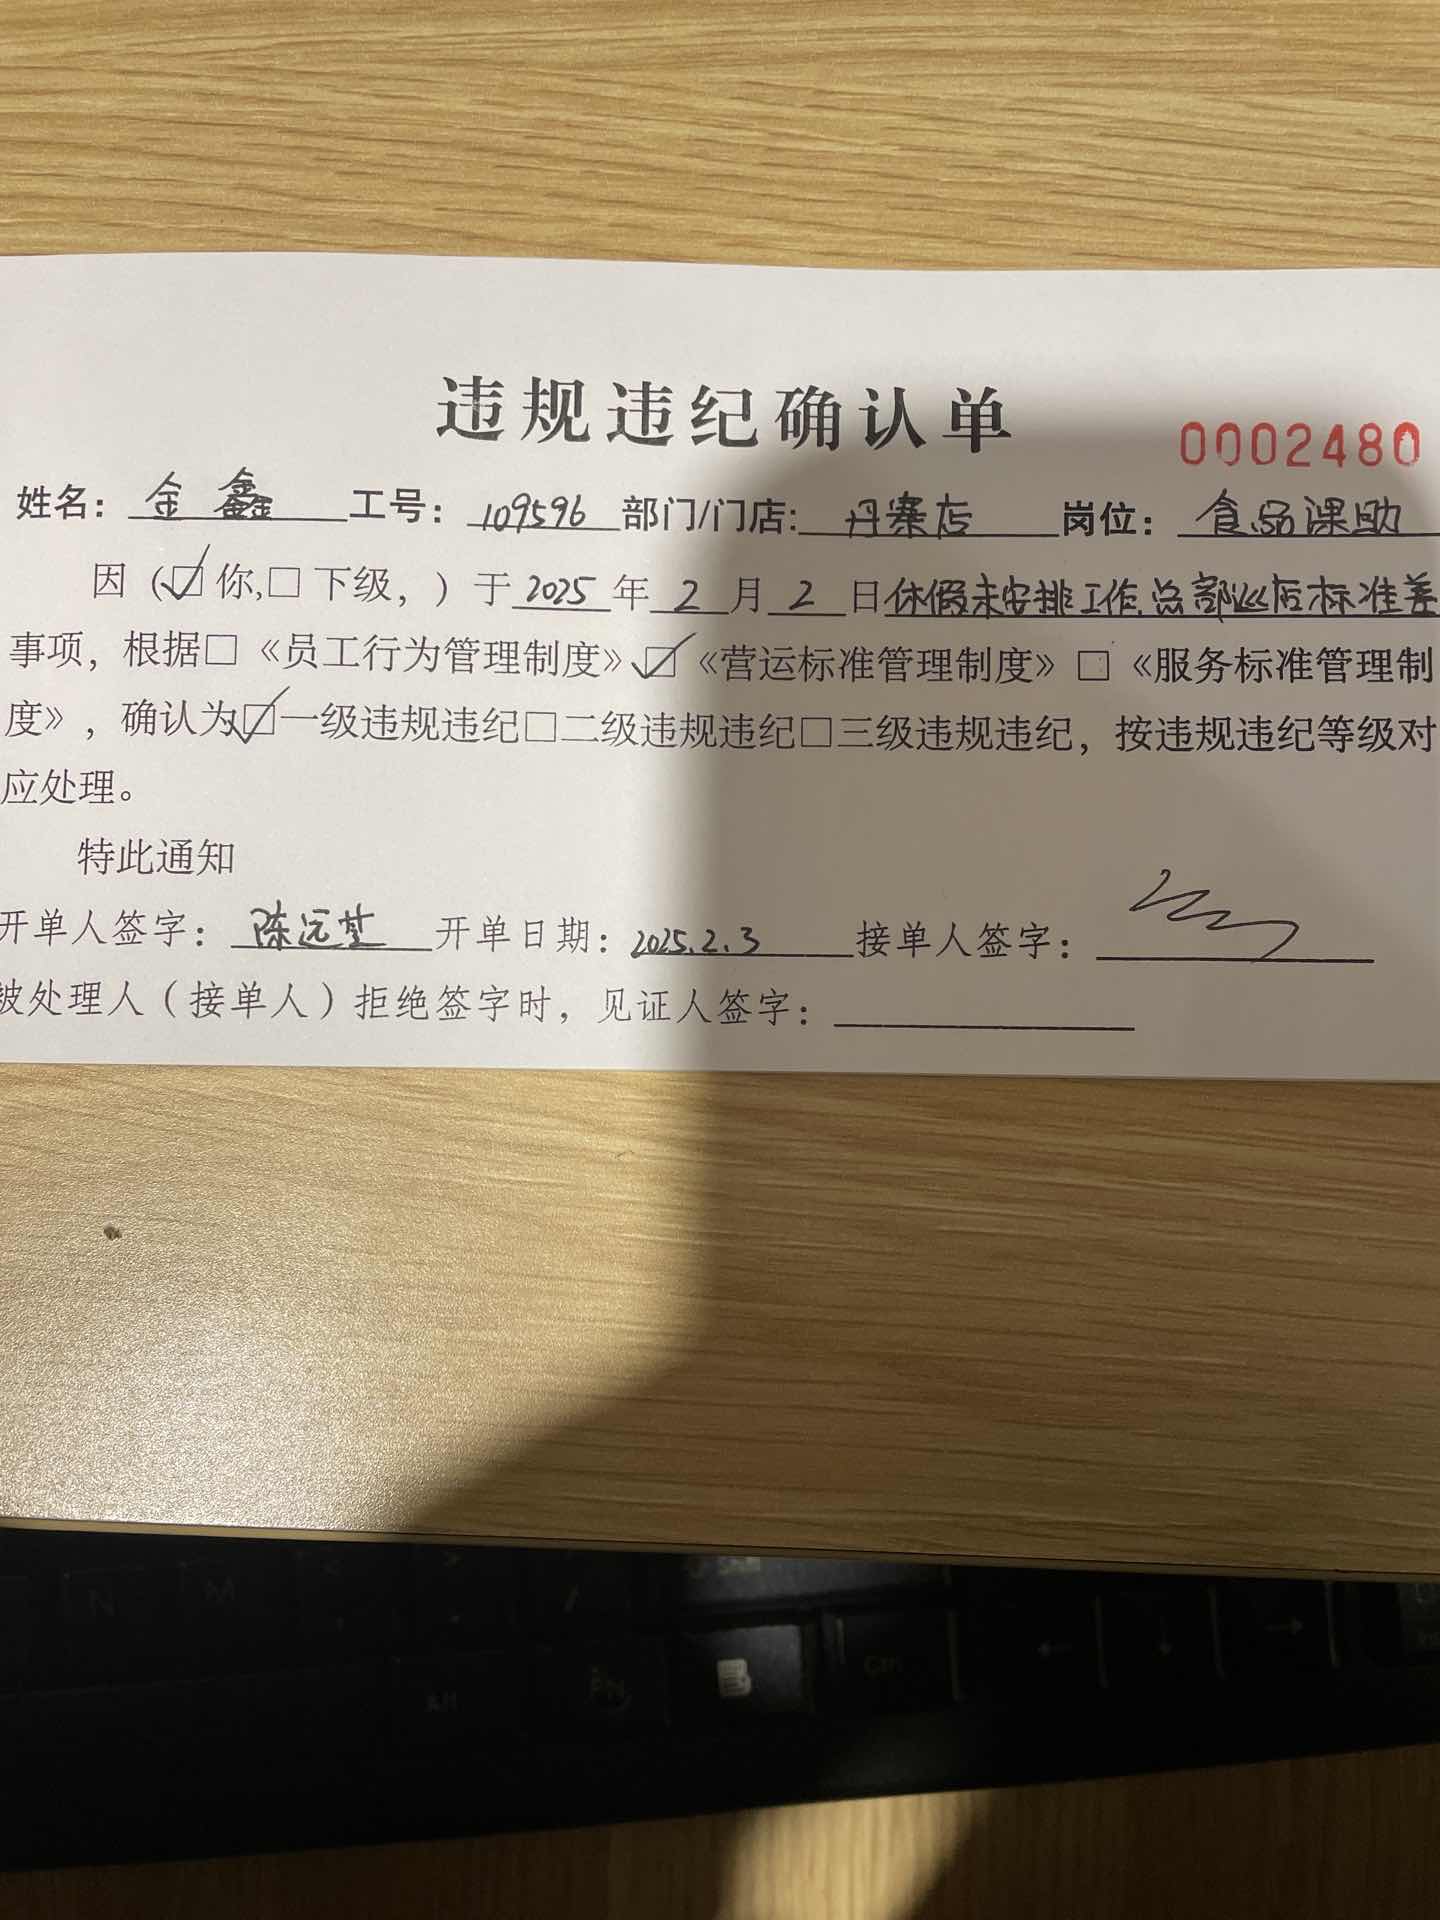 违规违纪确认单
0002480
姓名：金鑫 工号：109596 部门/门店：丹寨店 岗位：食品课助
因（☑你，□下级，）于2025年2月2日休假未安排工作.总部巡店标准差
事项，根据□《员工行为管理制度》☑《营运标准管理制度》□《服务标准管理制
度》，确认为☑一级违规违纪□二级违规违纪□三级违规违纪，按违规违纪等级对
应处理。
特此通知
开单人签字：陈远 开单日期：2025.2.3 接单人签字：
被处理人（接单人）拒绝签字时，见证人签字：
N M < > /
Alt Fn Ctrl ← ↓ →